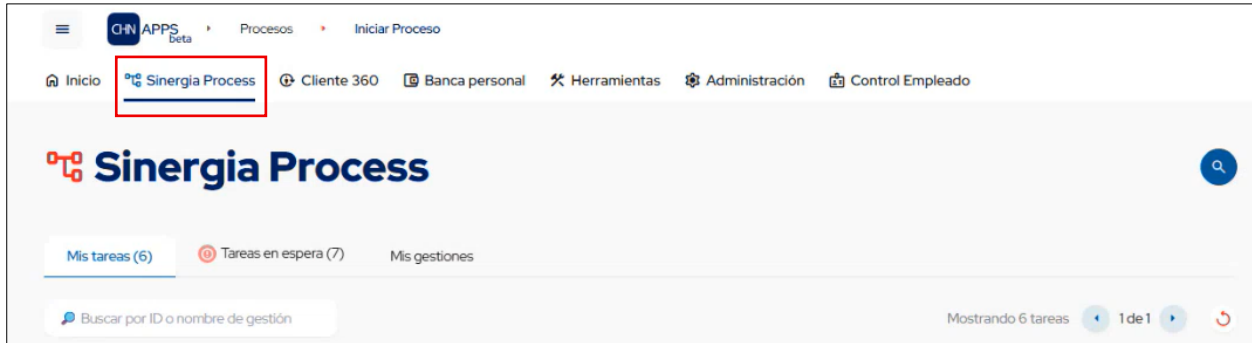 CHN APPS beta Procesos Iniciar Proceso
Inicio Sinergia Process Cliente 360 Banca personal Herramientas Administración Control Empleado
Sinergia Process
Mis tareas (6) Tareas en espera (7) Mis gestiones
Buscar por ID o nombre de gestión Mostrando 6 tareas 1 de 1